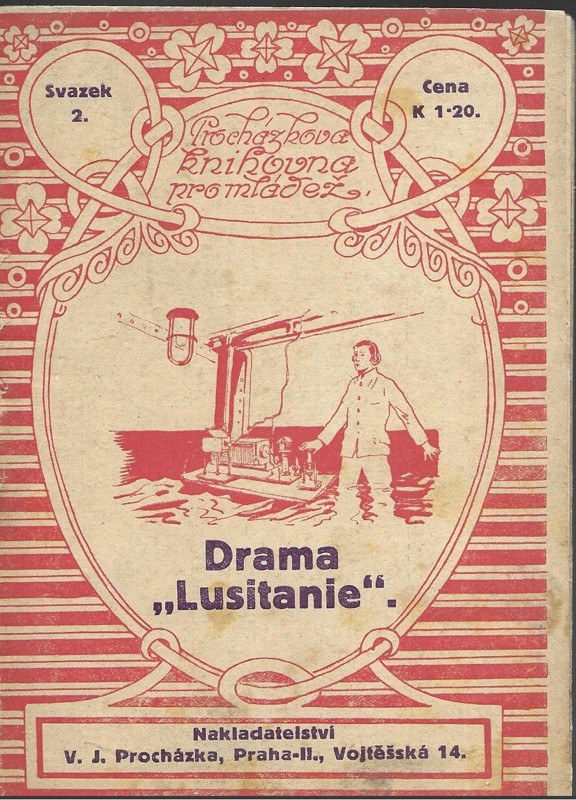 Svazek
2.
Cena
K 1·20.
Procházkova
knihovna
pro mládež.
Drama
„Lusitanie“.
Nakladatelství
V. J. Procházka, Praha-II., Vojtěšská 14.